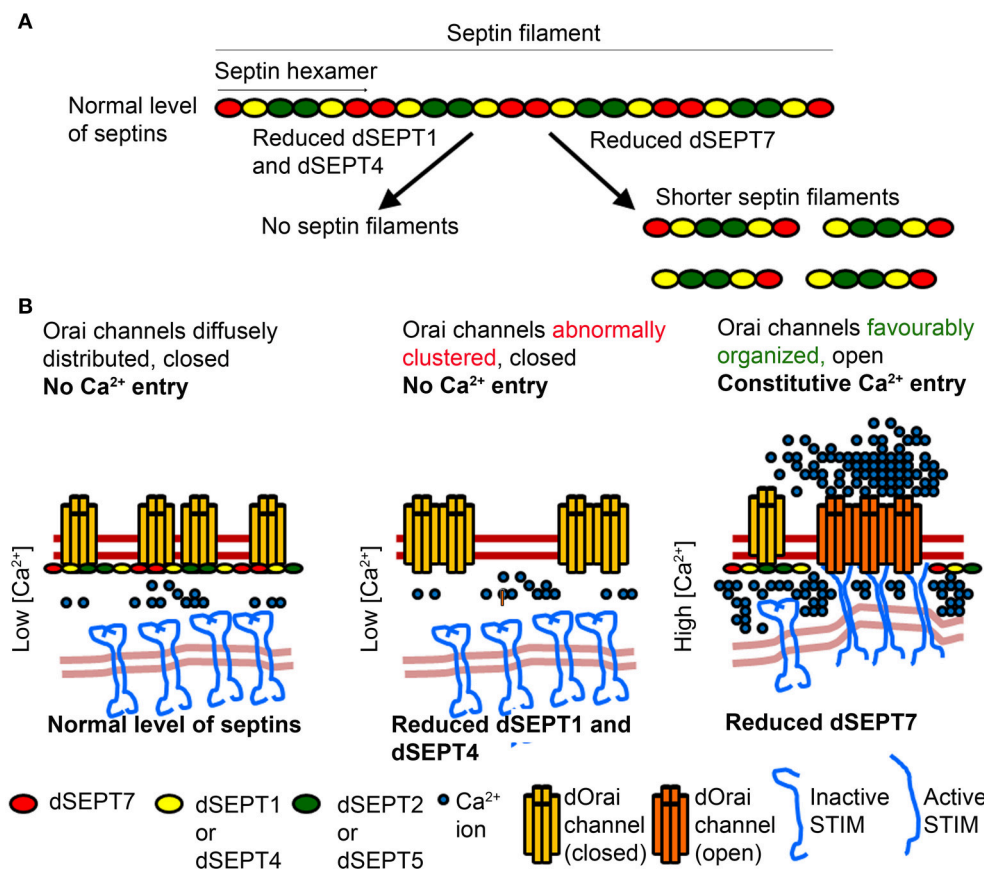 A
Septin filament
Septin hexamer
Normal level
of septins
Reduced dSEPT1
and dSEPT4
Reduced dSEPT7
No septin filaments
Shorter septin filaments
B
Orai channels diffusely
distributed, closed
No Ca²⁺ entry
Orai channels abnormally
clustered, closed
No Ca²⁺ entry
Orai channels favourably
organized, open
Constitutive Ca²⁺ entry
Low [Ca²⁺]
Low [Ca²⁺]
High [Ca²⁺]
Normal level of septins
Reduced dSEPT1 and
dSEPT4
Reduced dSEPT7
dSEPT7
dSEPT1
or
dSEPT4
dSEPT2
or
dSEPT5
Ca²⁺
ion
dOrai
channel
(closed)
dOrai
channel
(open)
Inactive
STIM
Active
STIM